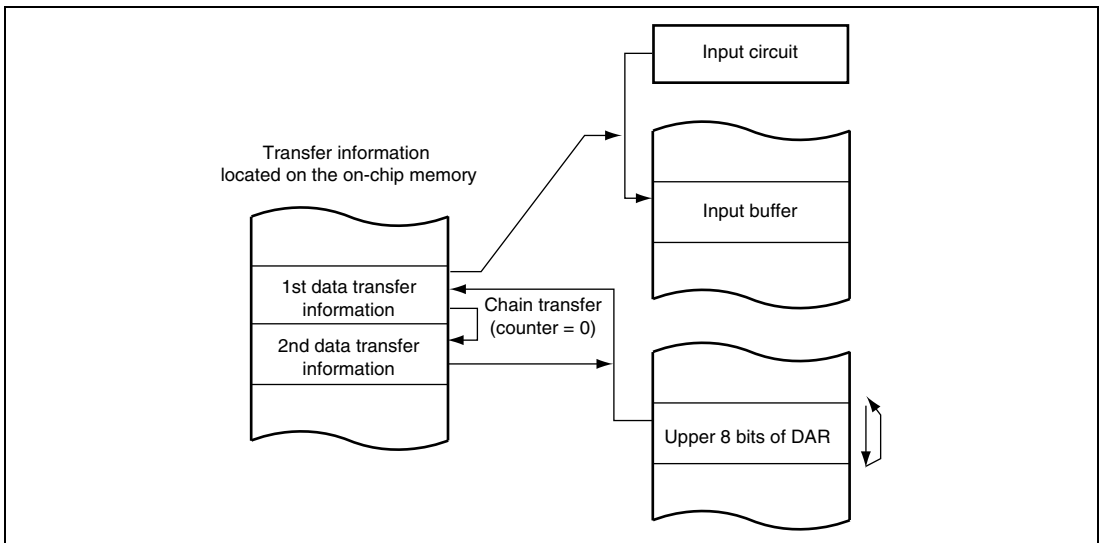 Input circuit
Transfer information
located on the on-chip memory
Input buffer
1st data transfer
information
Chain transfer
(counter = 0)
2nd data transfer
information
Upper 8 bits of DAR